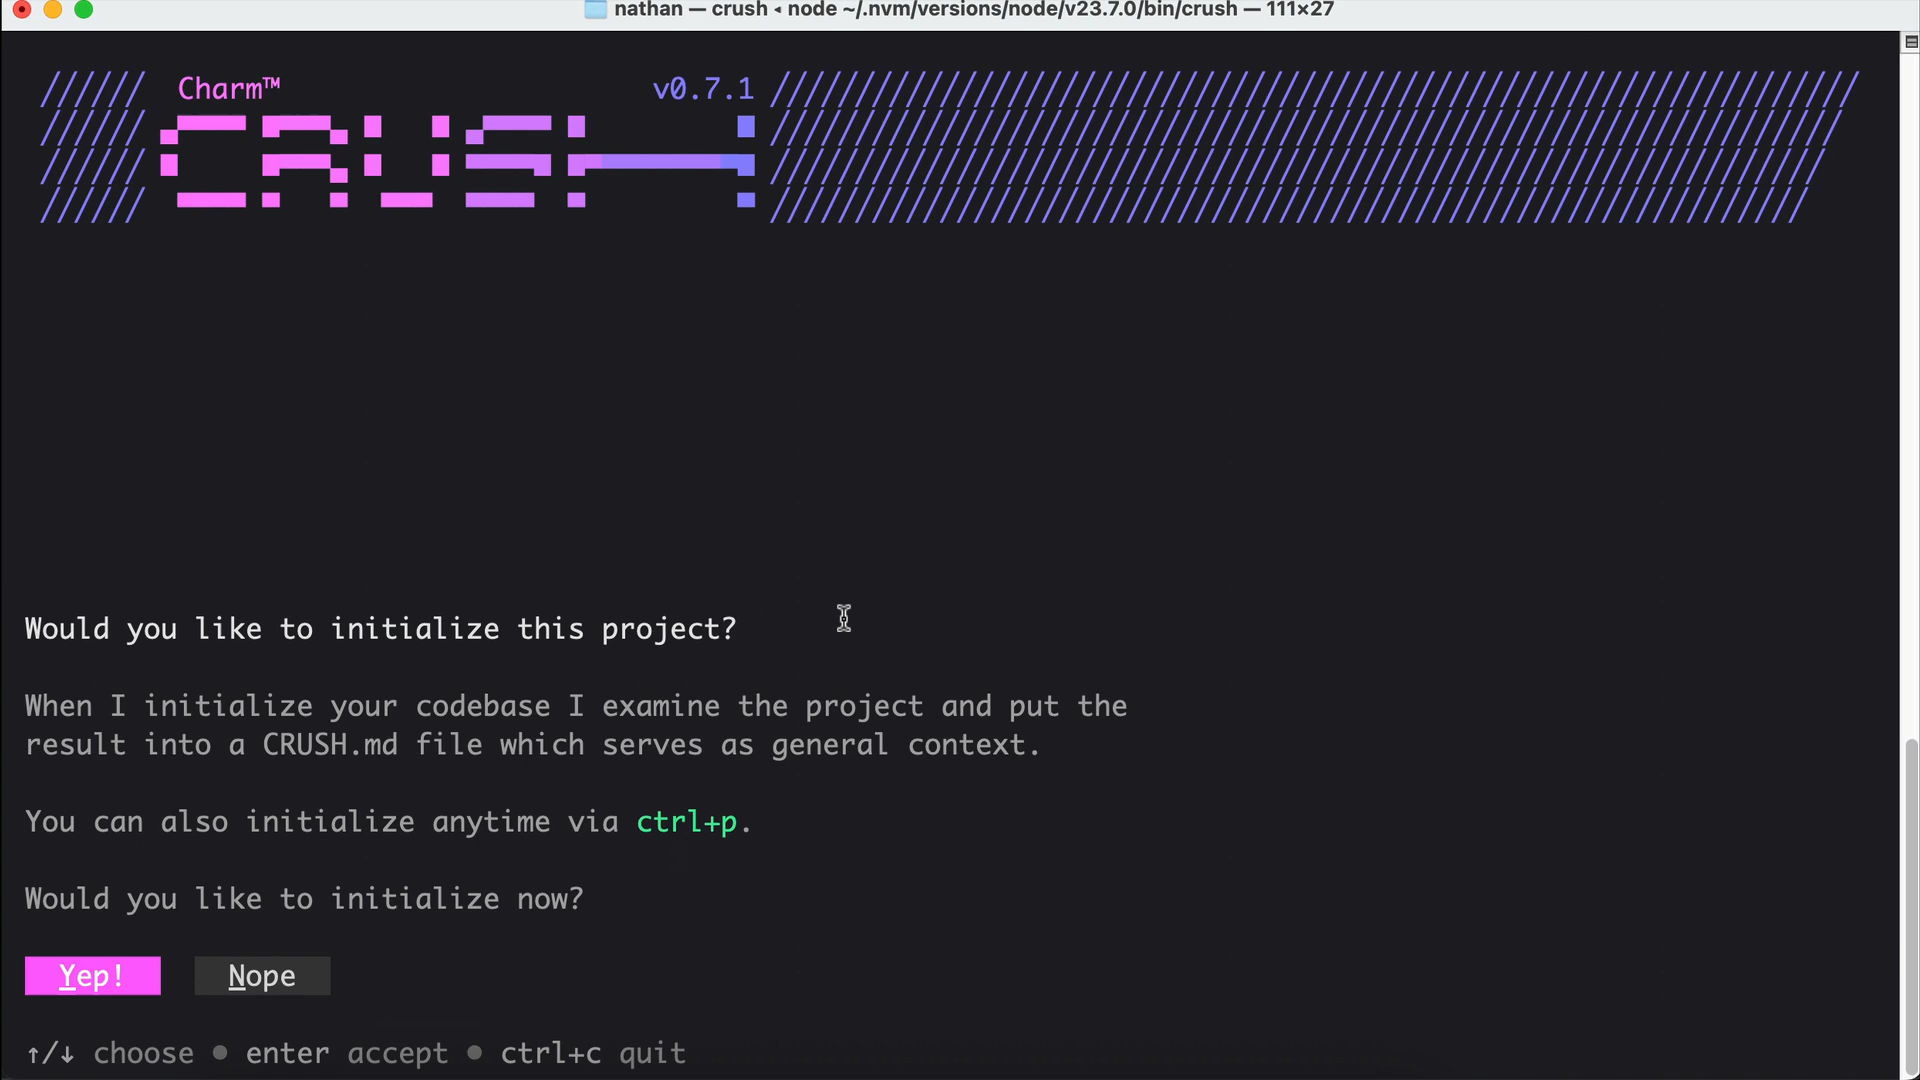 nathan — crush ◂ node ~/.nvm/versions/node/v23.7.0/bin/crush — 111×27
Charm™ v0.7.1
CRUSH
Would you like to initialize this project?
When I initialize your codebase I examine the project and put the
result into a CRUSH.md file which serves as general context.
You can also initialize anytime via ctrl+p.
Would you like to initialize now?
Yep! Nope
↑/↓ choose • enter accept • ctrl+c quit